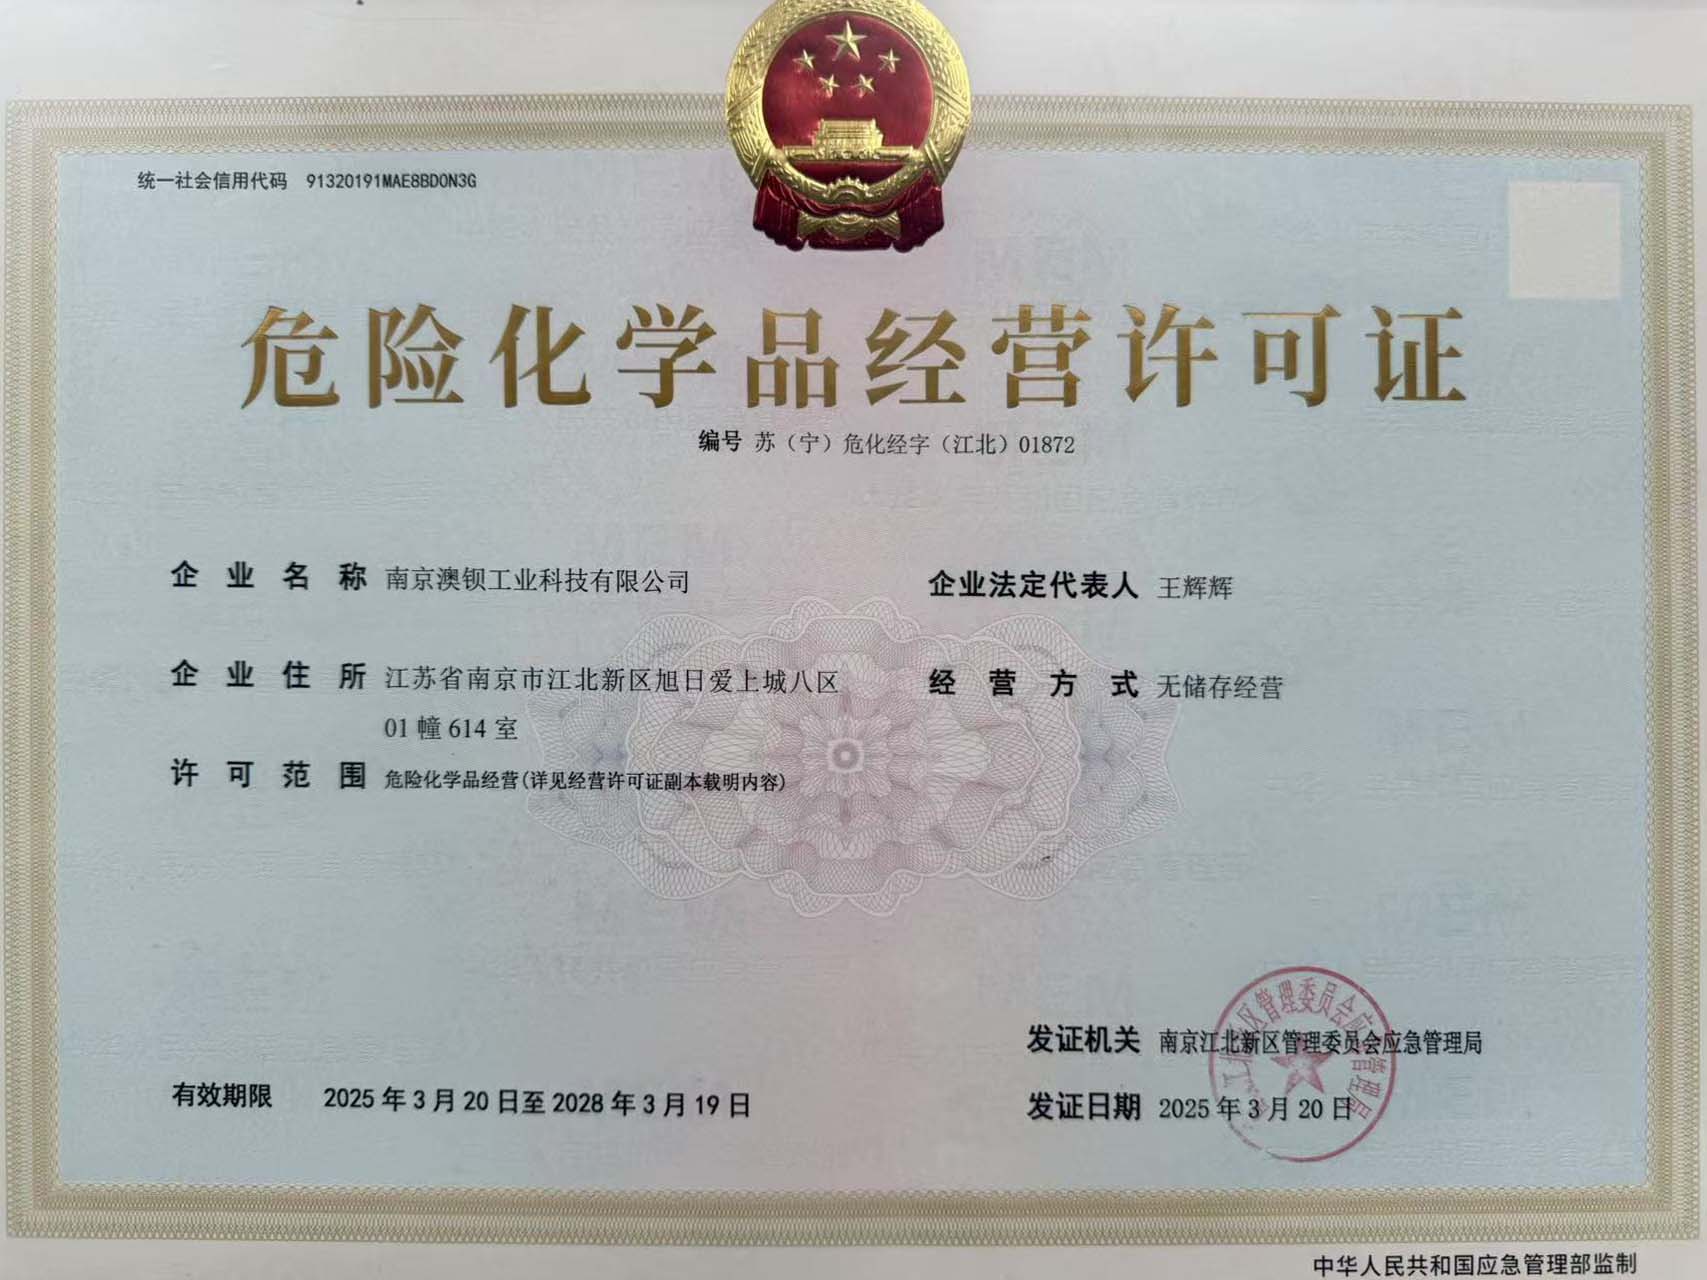 统一社会信用代码 91320191MAE8BD0N3G
危险化学品经营许可证
编号 苏（宁）危化经字（江北）01872
企业名称 南京澳钡工业科技有限公司
企业法定代表人 王辉辉
企业住所 江苏省南京市江北新区旭日爱上城八区
01幢614室
经营方式 无储存经营
许可范围 危险化学品经营(详见经营许可证副本载明内容)
发证机关 南京江北新区管理委员会应急管理局
有效期限 2025年3月20日至2028年3月19日
发证日期 2025年3月20日
中华人民共和国应急管理部监制